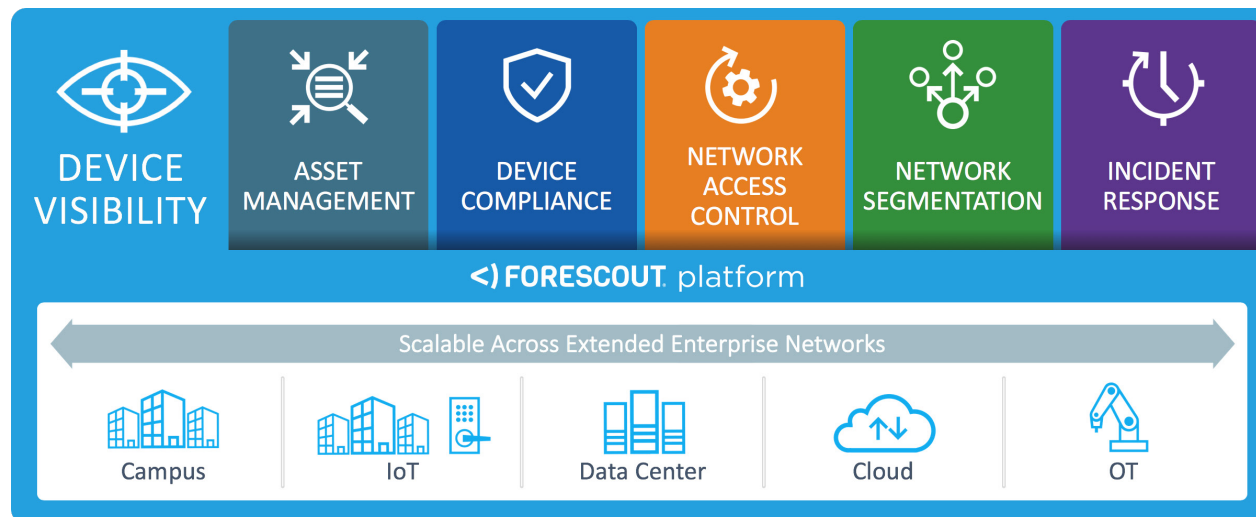 DEVICE
VISIBILITY
ASSET
MANAGEMENT
DEVICE
COMPLIANCE
NETWORK
ACCESS
CONTROL
NETWORK
SEGMENTATION
INCIDENT
RESPONSE
<) FORESCOUT. platform
Scalable Across Extended Enterprise Networks
Campus
IoT
Data Center
Cloud
OT